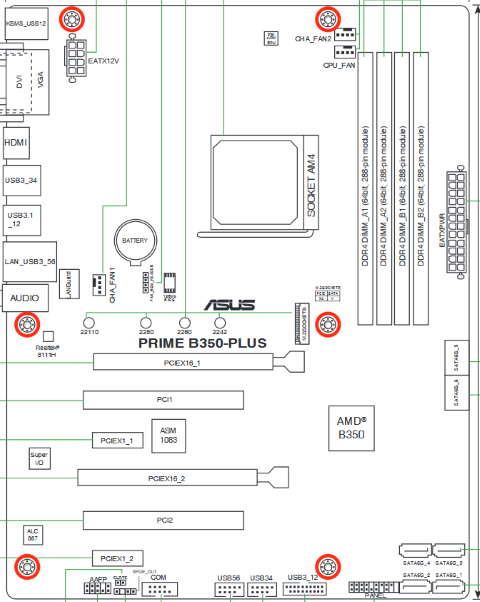 KBMS_USB12
EATX12V
CHA_FAN2
CPU_FAN
DVI
VGA
HDMI
USB3_34
USB3.1
_12
LAN_USB3_56
AUDIO
LANGuard
CHA_FAN1
BATTERY
SOCKET AM4
DDR4 DIMM_A1 (64bit, 288-pin module)
DDR4 DIMM_A2 (64bit, 288-pin module)
DDR4 DIMM_B1 (64bit, 288-pin module)
DDR4 DIMM_B2 (64bit, 288-pin module)
EATXPWR
ASUS
22110
2280
2260
2242
PRIME B350-PLUS
Realtek®
8111H
PCIEX16_1
PCI1
PCIEX1_1
ASM
1083
AMD®
B350
Super
I/O
PCIEX16_2
PCI2
ALC
887
PCIEX1_2
SATA6G_5
SATA6G_6
SATA6G_4
SATA6G_3
SATA6G_2
SATA6G_1
AAFP
SPDIF_OUT
COM
USB56
USB34
USB3_12
PANEL